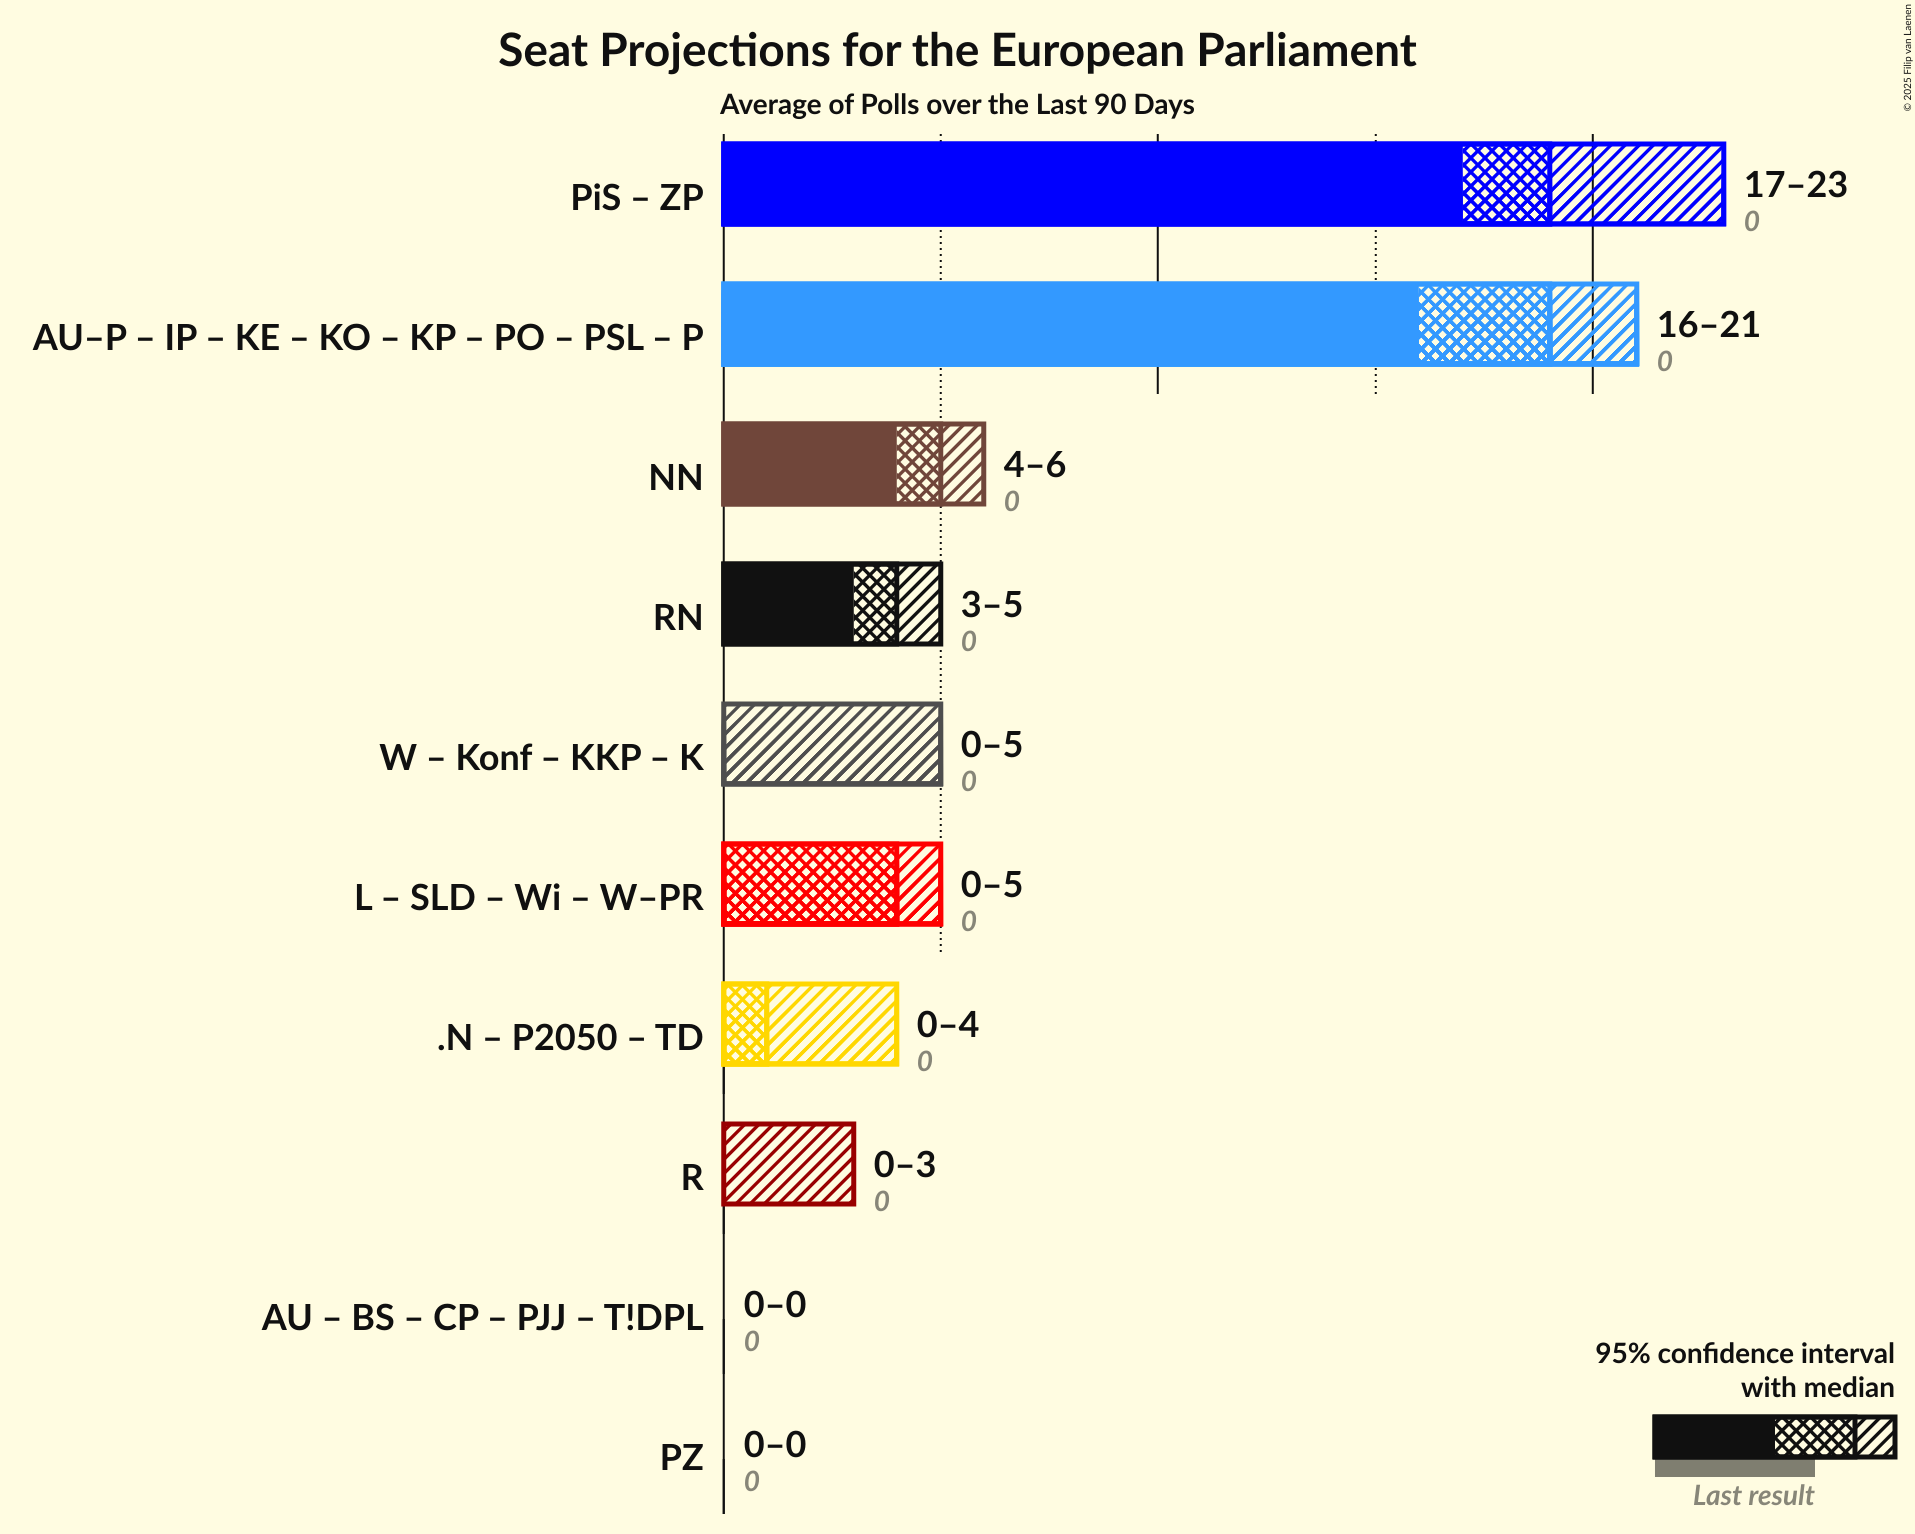 Seat Projections for the European Parliament
Average of Polls over the Last 90 Days
© 2025 Filip van Laenen
PiS – ZP
17–23
0
AU–P – IP – KE – KO – KP – PO – PSL – P
16–21
0
NN
4–6
0
RN
3–5
0
W – Konf – KKP – K
0–5
0
L – SLD – Wi – W–PR
0–5
0
.N – P2050 – TD
0–4
0
R
0–3
0
AU – BS – CP – PJJ – T!DPL
0–0
0
PZ
0–0
0
95% confidence interval
with median
Last result